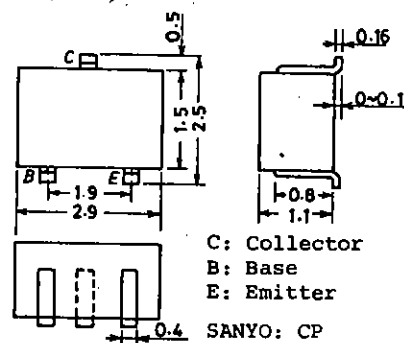 C
0.5
0.16
1.5
2.5
0~0.1
B
E
1.9
2.9
0.8
1.1
C: Collector
B: Base
E: Emitter
0.4
SANYO: CP